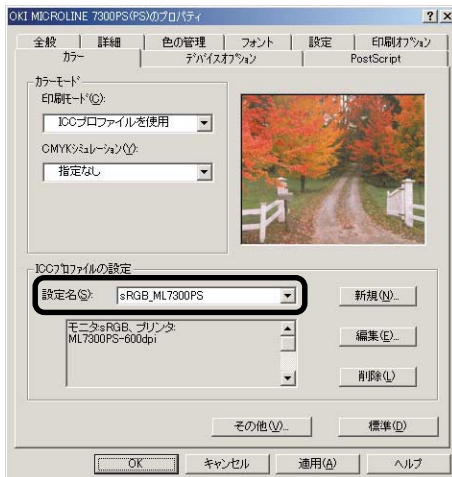 OKI MICROLINE 7300PS(PS)のプロパティ
全般 詳細 色の管理 フォント 設定 印刷オプション
カラー デバイスオプション PostScript
カラーモード
印刷モード(C):
ICCプロファイルを使用
CMYKシミュレーション(Y):
指定なし
ICCプロファイルの設定
設定名(S): sRGB_ML7300PS 新規(N)...
モニタ:sRGB、プリンタ:
ML7300PS-600dpi
編集(E)...
削除(L)
その他(V)... 標準(D)
OK キャンセル 適用(A) ヘルプ